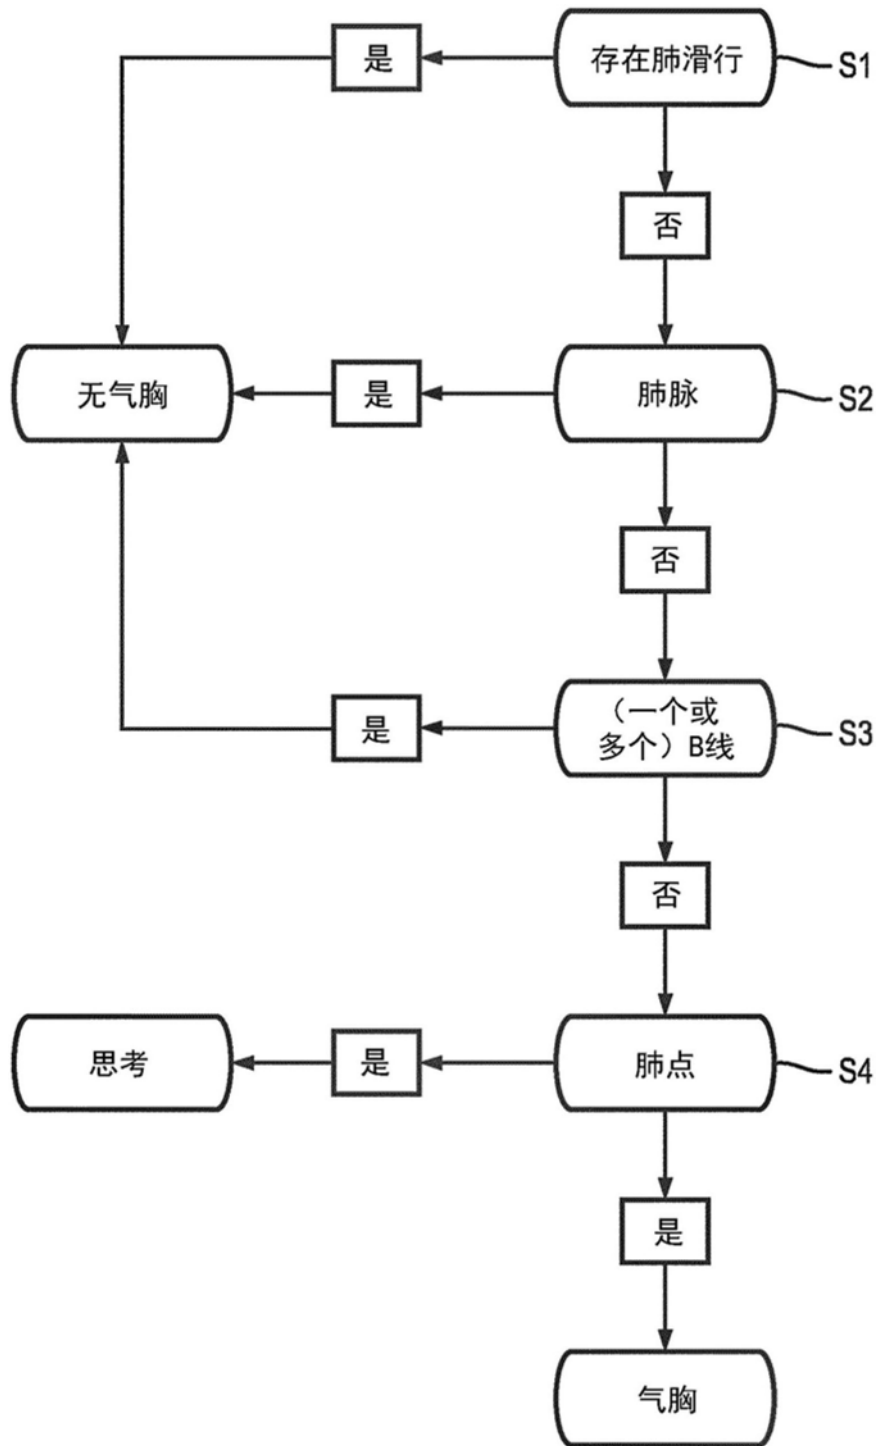 是
存在肺滑行
S1
否
无气胸
是
肺脉
S2
否
是
（一个或
多个）B线
S3
否
思考
是
肺点
S4
是
气胸